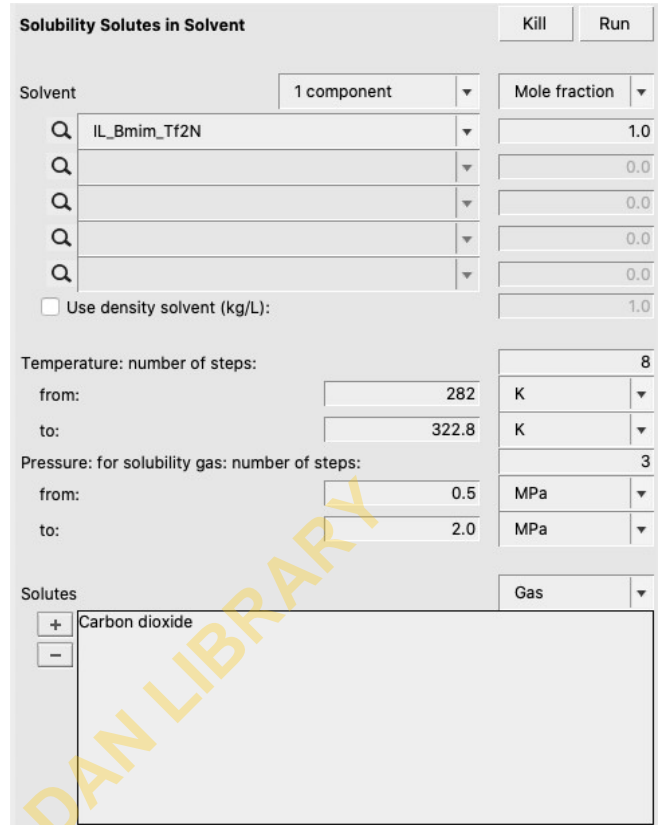 Solubility Solutes in Solvent Kill Run
Solvent 1 component Mole fraction
IL_Bmim_Tf2N 1.0
0.0
0.0
0.0
0.0
Use density solvent (kg/L): 1.0
Temperature: number of steps: 8
from: 282 K
to: 322.8 K
Pressure: for solubility gas: number of steps: 3
from: 0.5 MPa
to: 2.0 MPa
Solutes Gas
+ Carbon dioxide
−
DAN LIBRARY